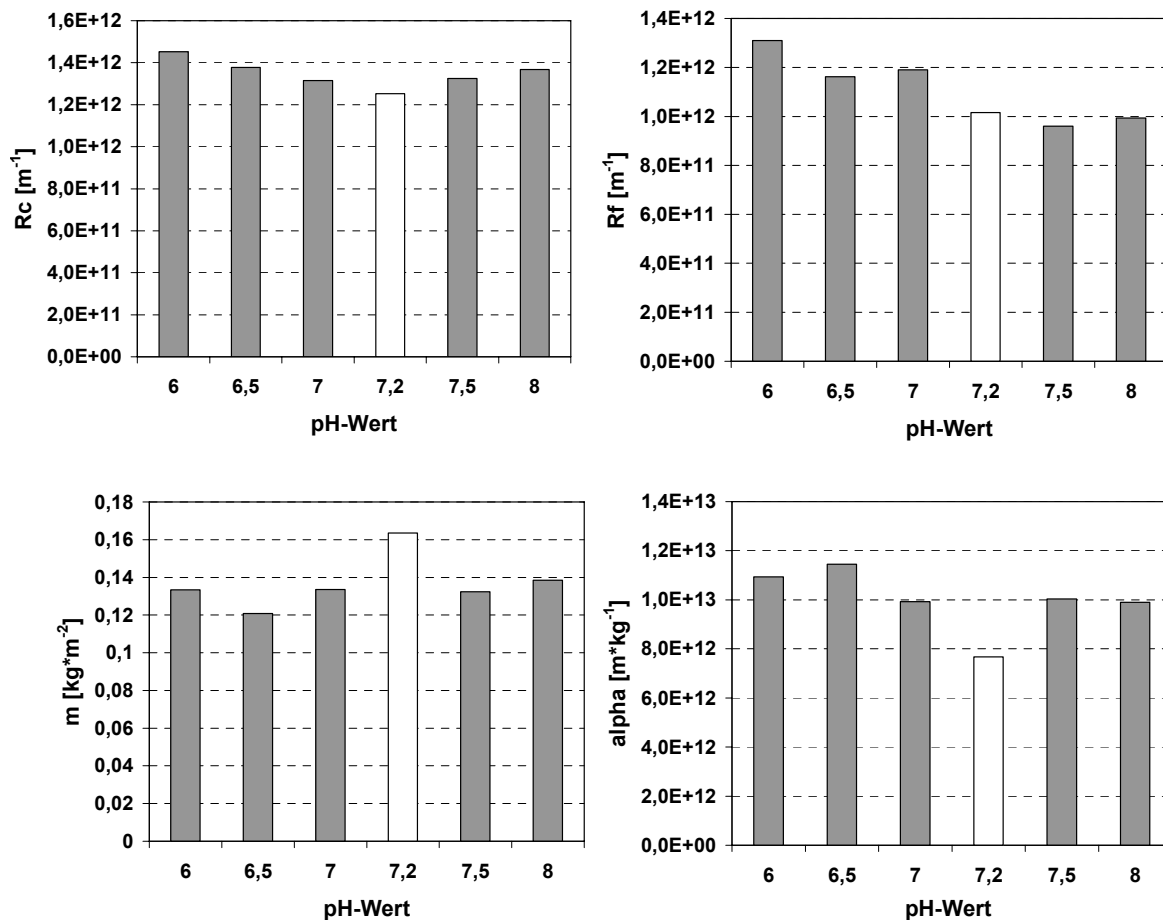 1,6E+12
1,4E+12
1,2E+12
1,0E+12
8,0E+11
6,0E+11
4,0E+11
2,0E+11
0,0E+00
Rc [m⁻¹]
6 6,5 7 7,2 7,5 8
pH-Wert
1,4E+12
1,2E+12
1,0E+12
8,0E+11
6,0E+11
4,0E+11
2,0E+11
0,0E+00
Rf [m⁻¹]
6 6,5 7 7,2 7,5 8
pH-Wert
0,18
0,16
0,14
0,12
0,1
0,08
0,06
0,04
0,02
0
m [kg*m⁻²]
6 6,5 7 7,2 7,5 8
pH-Wert
1,4E+13
1,2E+13
1,0E+13
8,0E+12
6,0E+12
4,0E+12
2,0E+12
0,0E+00
alpha [m*kg⁻¹]
6 6,5 7 7,2 7,5 8
pH-Wert